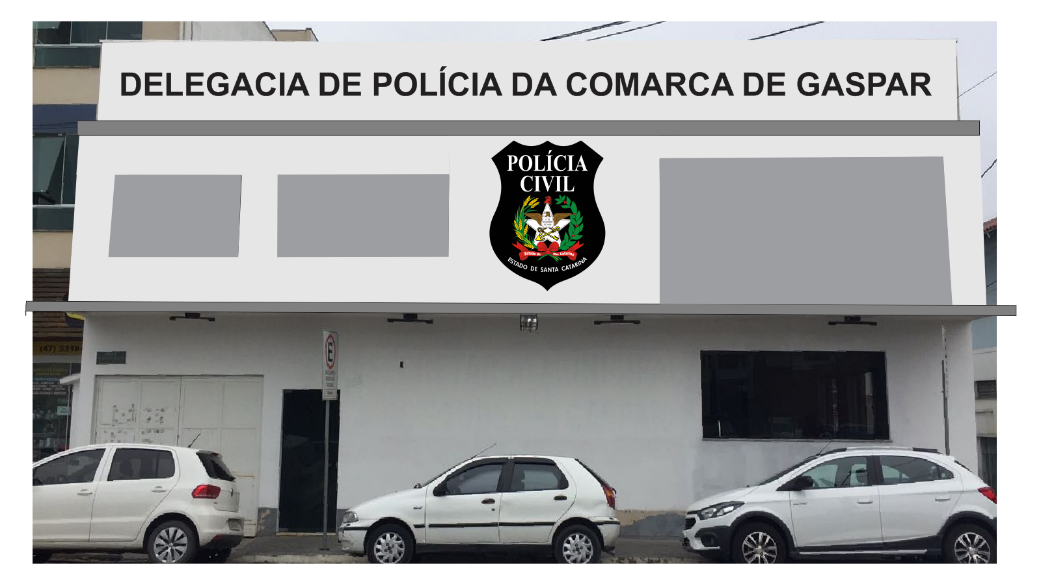 DELEGACIA DE POLÍCIA DA COMARCA DE GASPAR
POLÍCIA
CIVIL
ESTADO DE SANTA CATARINA
E